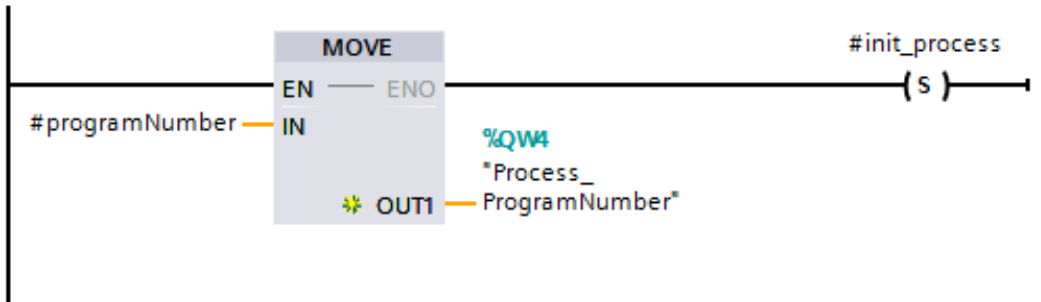 MOVE
#init_process
EN ENO
( S )
#programNumber IN
%QW4
"Process_
OUT1 ProgramNumber"